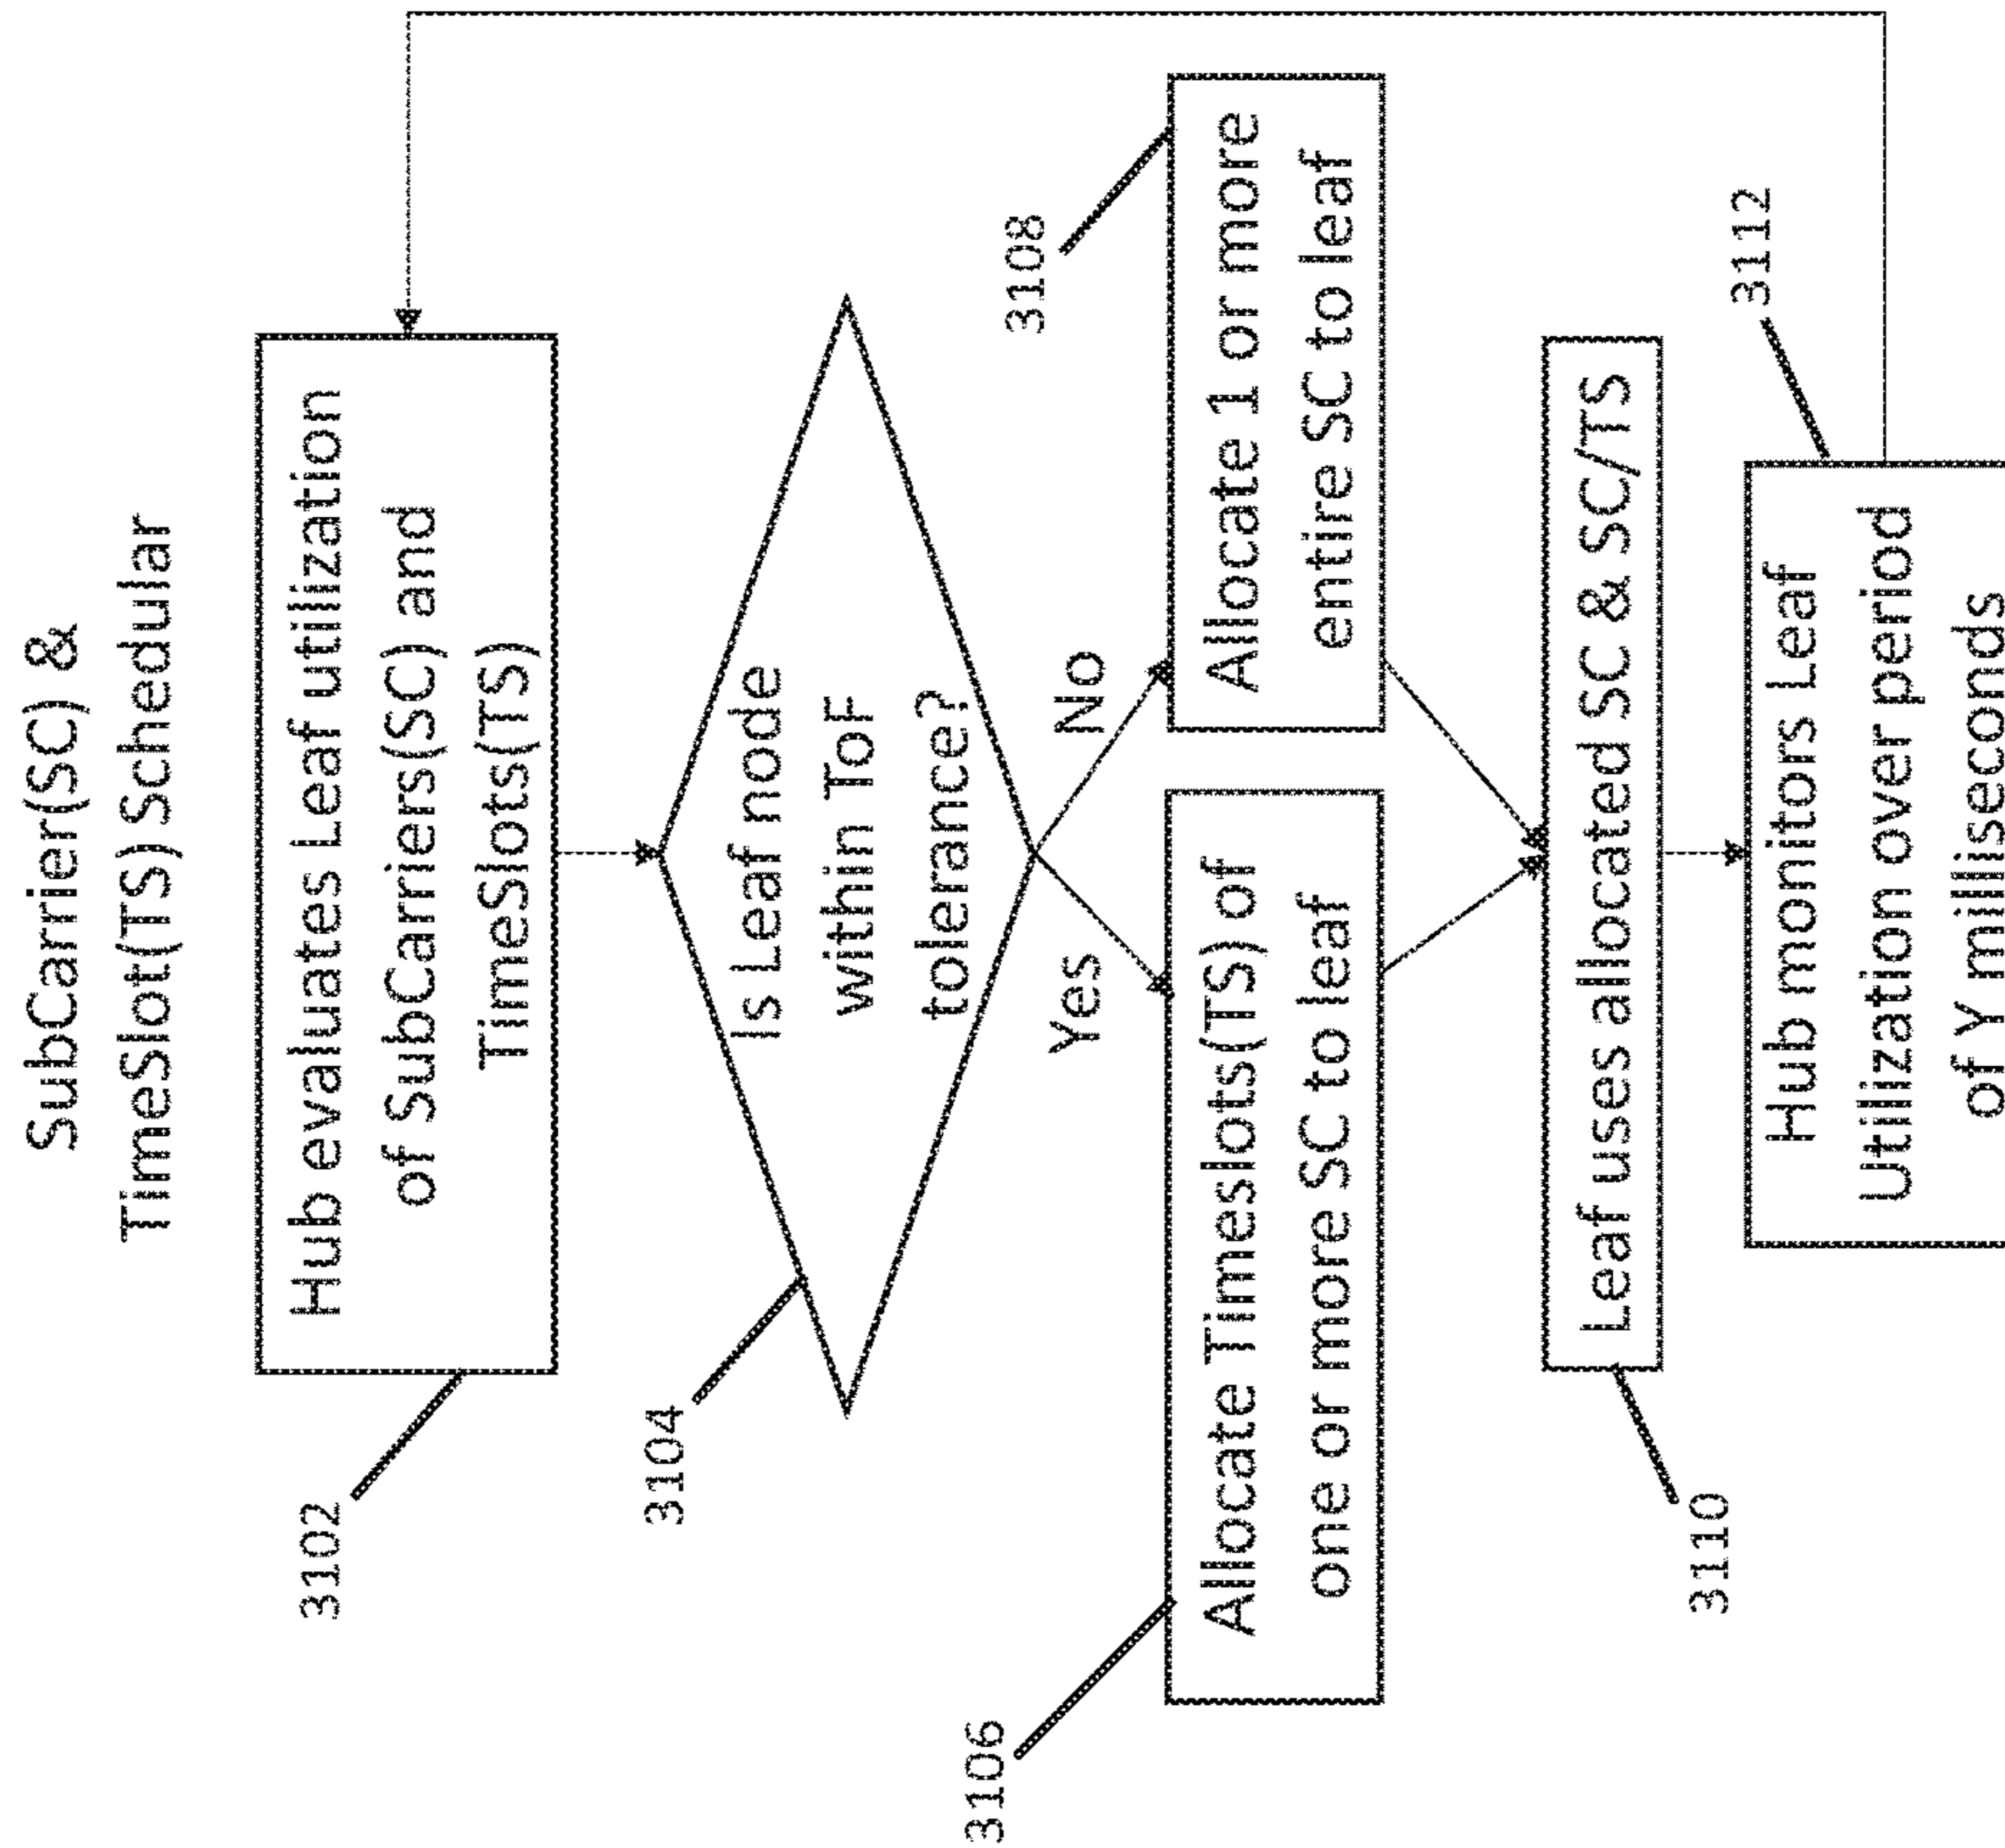 SubCarrier(SC) &
TimeSlot(TS) Schedular
3102
Hub evaluates Leaf utilization
of SubCarriers(SC) and
TimeSlots(TS)
3104
Is Leaf node
within ToF
tolerance?
Yes
No
3106
Allocate Timeslots(TS) of
one or more SC to leaf
3108
Allocate 1 or more
entire SC to leaf
3110
Leaf uses allocated SC & SC/TS
3112
Hub monitors Leaf
Utilization over period
of Y milliseconds